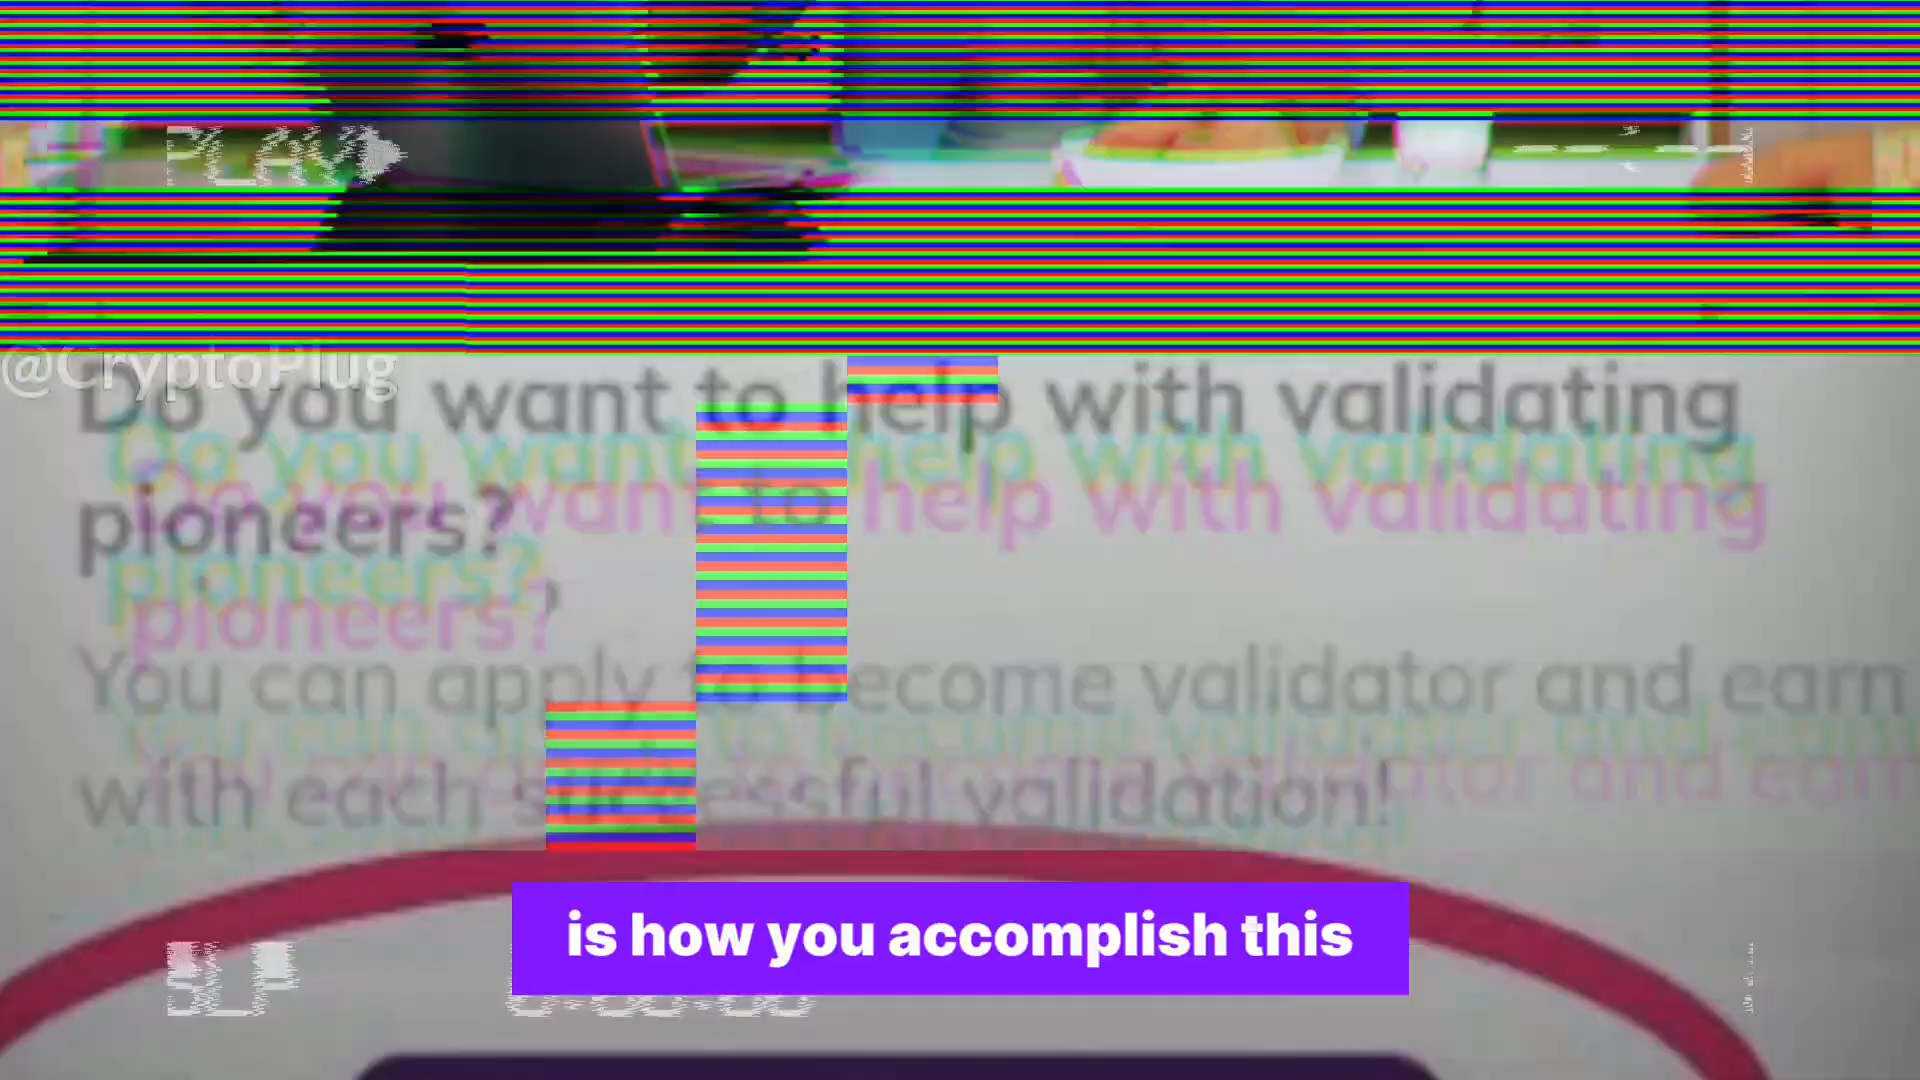 PLAY
@CryptoPlug
Do you want to help with validating
pioneers?
You can apply to become validator and earn
with each successful validation!
is how you accomplish this